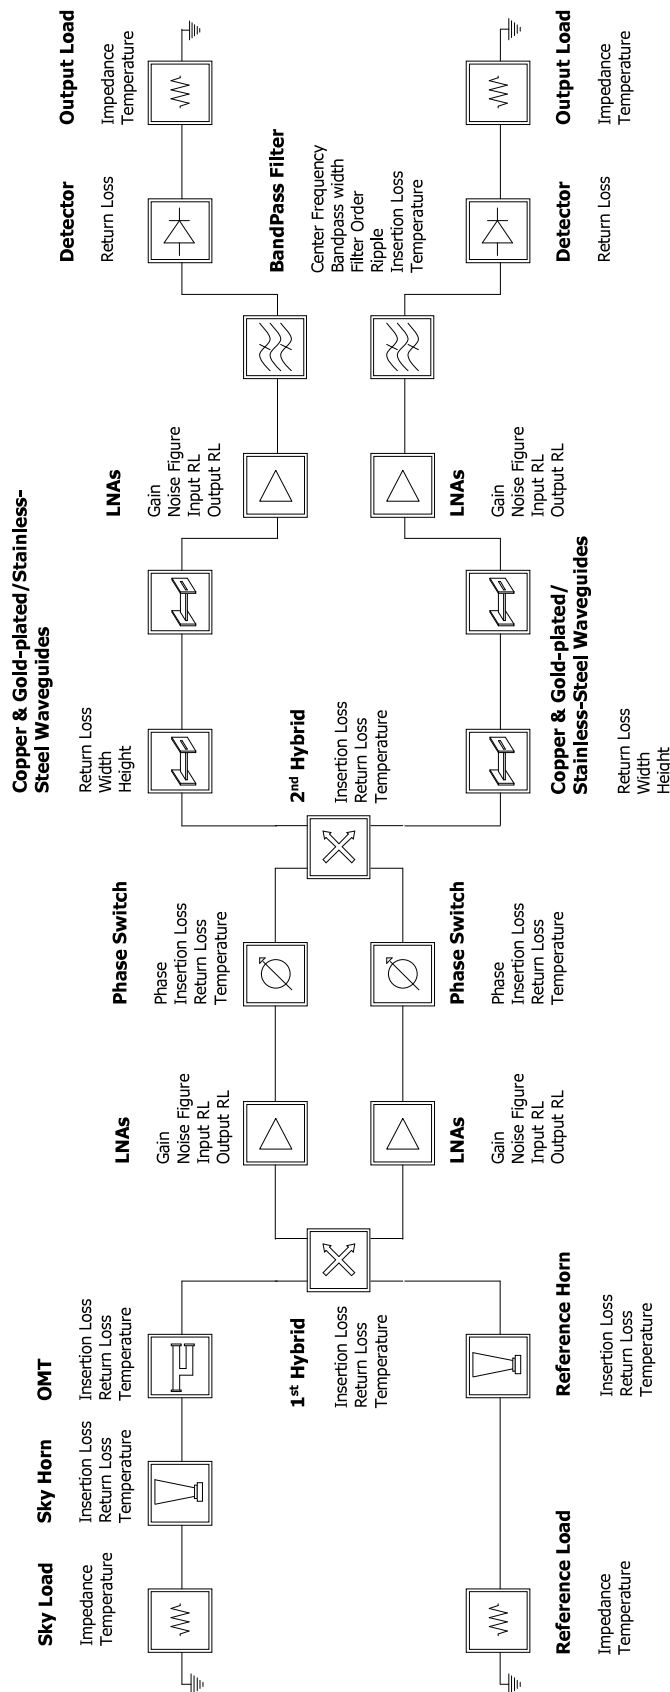 Sky Load
Impedance
Temperature
Sky Horn
Insertion Loss
Return Loss
Temperature
OMT
Insertion Loss
Return Loss
Temperature
LNAs
Gain
Noise Figure
Input RL
Output RL
Phase Switch
Phase
Insertion Loss
Return Loss
Temperature
Copper & Gold-plated/Stainless-
Steel Waveguides
Return Loss
Width
Height
LNAs
Gain
Noise Figure
Input RL
Output RL
Detector
Return Loss
Output Load
Impedance
Temperature
1st Hybrid
Insertion Loss
Return Loss
Temperature
2nd Hybrid
Insertion Loss
Return Loss
Temperature
BandPass Filter
Center Frequency
Bandpass width
Filter Order
Ripple
Insertion Loss
Temperature
Reference Load
Impedance
Temperature
Reference Horn
Insertion Loss
Return Loss
Temperature
LNAs
Gain
Noise Figure
Input RL
Output RL
Phase Switch
Phase
Insertion Loss
Return Loss
Temperature
Copper & Gold-plated/
Stainless-Steel Waveguides
Return Loss
Width
Height
LNAs
Gain
Noise Figure
Input RL
Output RL
Detector
Return Loss
Output Load
Impedance
Temperature